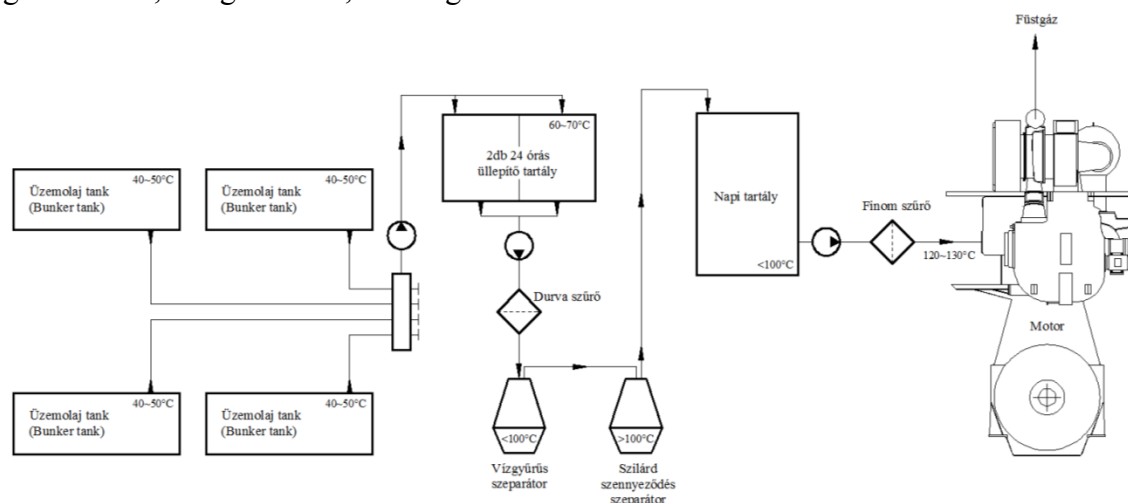 Füstgáz
60~70°C
2db 24 órás
üllepítő tartály
40~50°C
Üzemolaj tank
(Bunker tank)
40~50°C
Üzemolaj tank
(Bunker tank)
Napi tartály
<100°C
Finom szűrő
120~130°C
Durva szűrő
Motor
40~50°C
Üzemolaj tank
(Bunker tank)
40~50°C
Üzemolaj tank
(Bunker tank)
<100°C
>100°C
Vízgyűrűs
szeparátor
Szilárd
szennyeződés
szeparátor